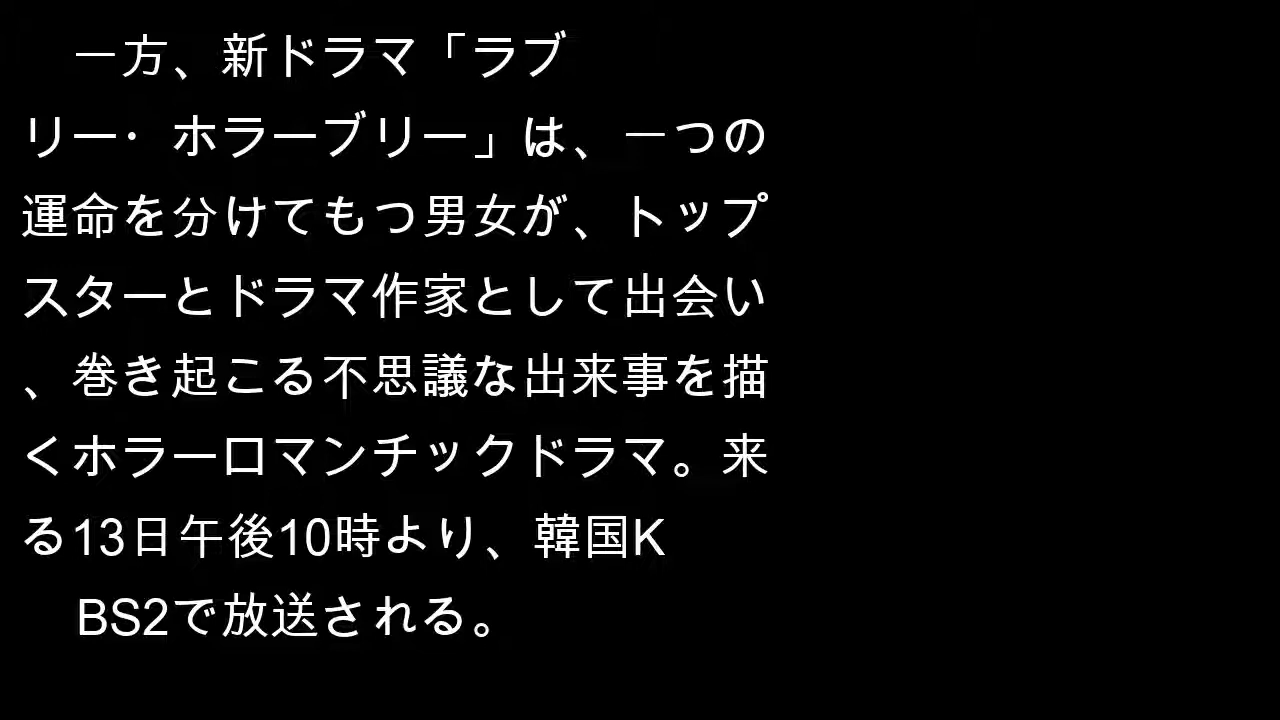 一方、新ドラマ「ラブ
リー・ホラーブリー」は、一つの
運命を分けてもつ男女が、トップ
スターとドラマ作家として出会い
、巻き起こる不思議な出来事を描
くホラーロマンチックドラマ。来
る13日午後10時より、韓国K
BS2で放送される。